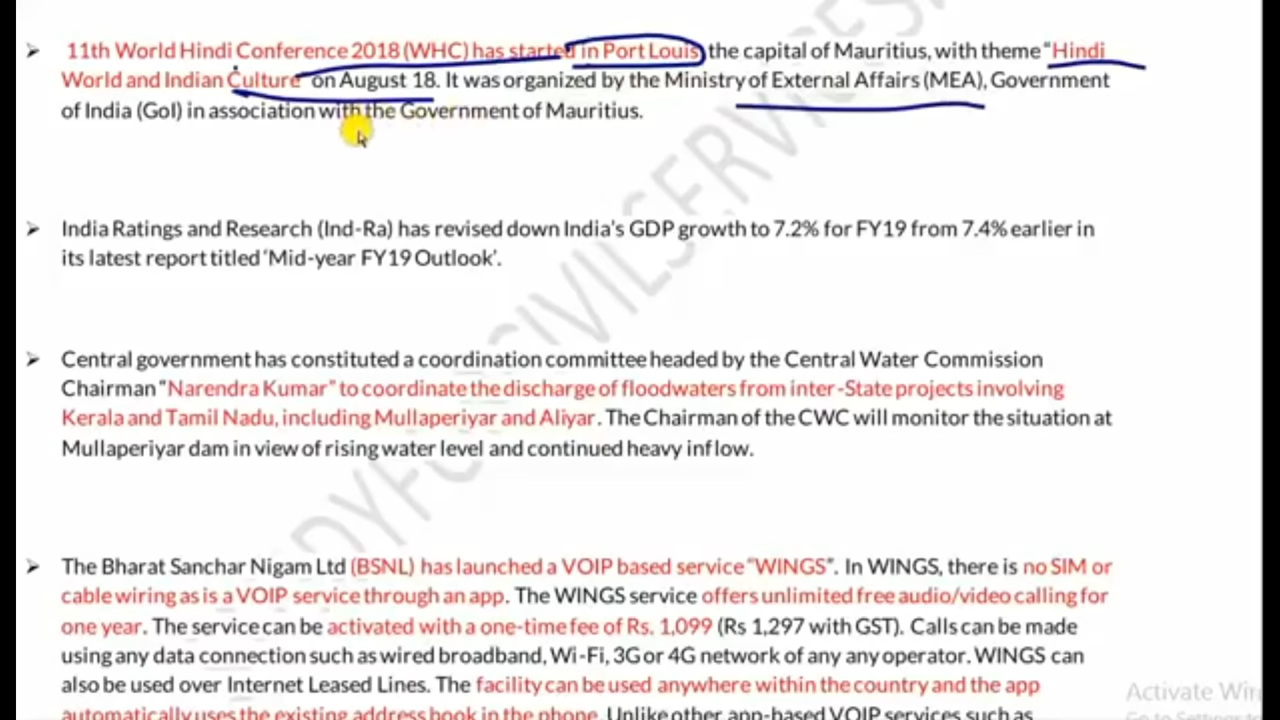 11th World Hindi Conference 2018 (WHC) has started in Port Louis, the capital of Mauritius, with theme “Hindi
World and Indian Culture” on August 18. It was organized by the Ministry of External Affairs (MEA), Government
of India (GoI) in association with the Government of Mauritius.
India Ratings and Research (Ind-Ra) has revised down India’s GDP growth to 7.2% for FY19 from 7.4% earlier in
its latest report titled ‘Mid-year FY19 Outlook’.
Central government has constituted a coordination committee headed by the Central Water Commission
Chairman “Narendra Kumar” to coordinate the discharge of floodwaters from inter-State projects involving
Kerala and Tamil Nadu, including Mullaperiyar and Aliyar. The Chairman of the CWC will monitor the situation at
Mullaperiyar dam in view of rising water level and continued heavy inflow.
The Bharat Sanchar Nigam Ltd (BSNL) has launched a VOIP based service “WINGS”. In WINGS, there is no SIM or
cable wiring as is a VOIP service through an app. The WINGS service offers unlimited free audio/video calling for
one year. The service can be activated with a one-time fee of Rs. 1,099 (Rs 1,297 with GST). Calls can be made
using any data connection such as wired broadband, Wi-Fi, 3G or 4G network of any any operator. WINGS can
also be used over Internet Leased Lines. The facility can be used anywhere within the country and the app
automatically uses the existing address book in the phone. Unlike other app-based VOIP services such as
Activate Win